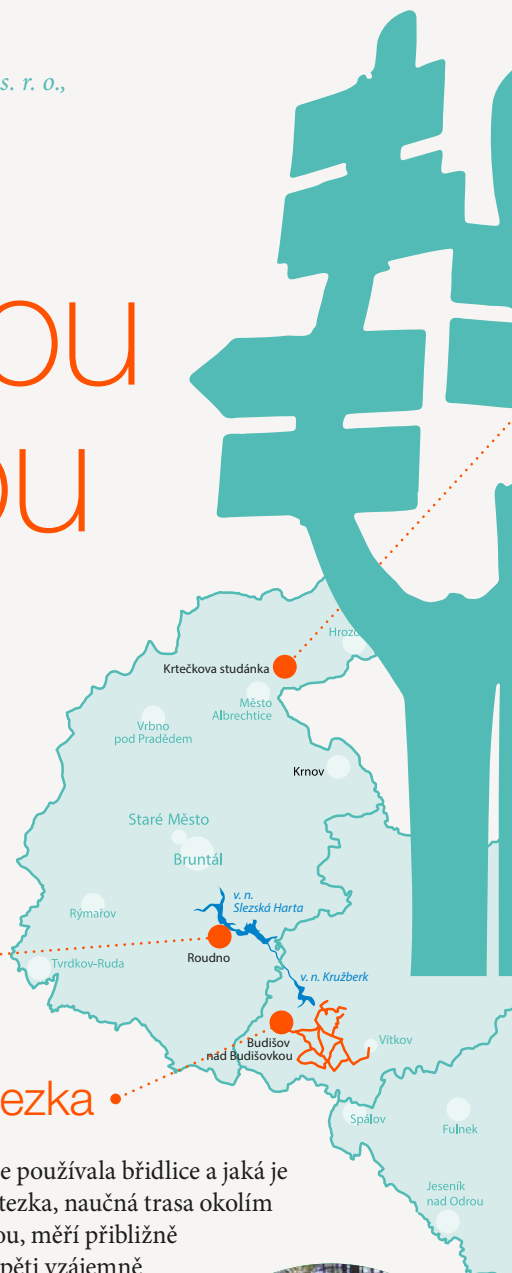 s. r. o.,
ou
ou
Hrozo
Krtečkova studánka
Město
Albrechtice
Vrbno
pod Pradědem
Krnov
Staré Město
Bruntál
v. n.
Slezská Harta
Rýmařov
Roudno
Tvrdkov–Ruda
v. n. Kružberk
Budišov
nad Budišovkou
Vítkov
ezka
Spálov
Fulnek
e používala břidlice a jaká je
tezka, naučná trasa okolím
ou, měří přibližně
pěti vzájemně
Jeseník
nad Odrou